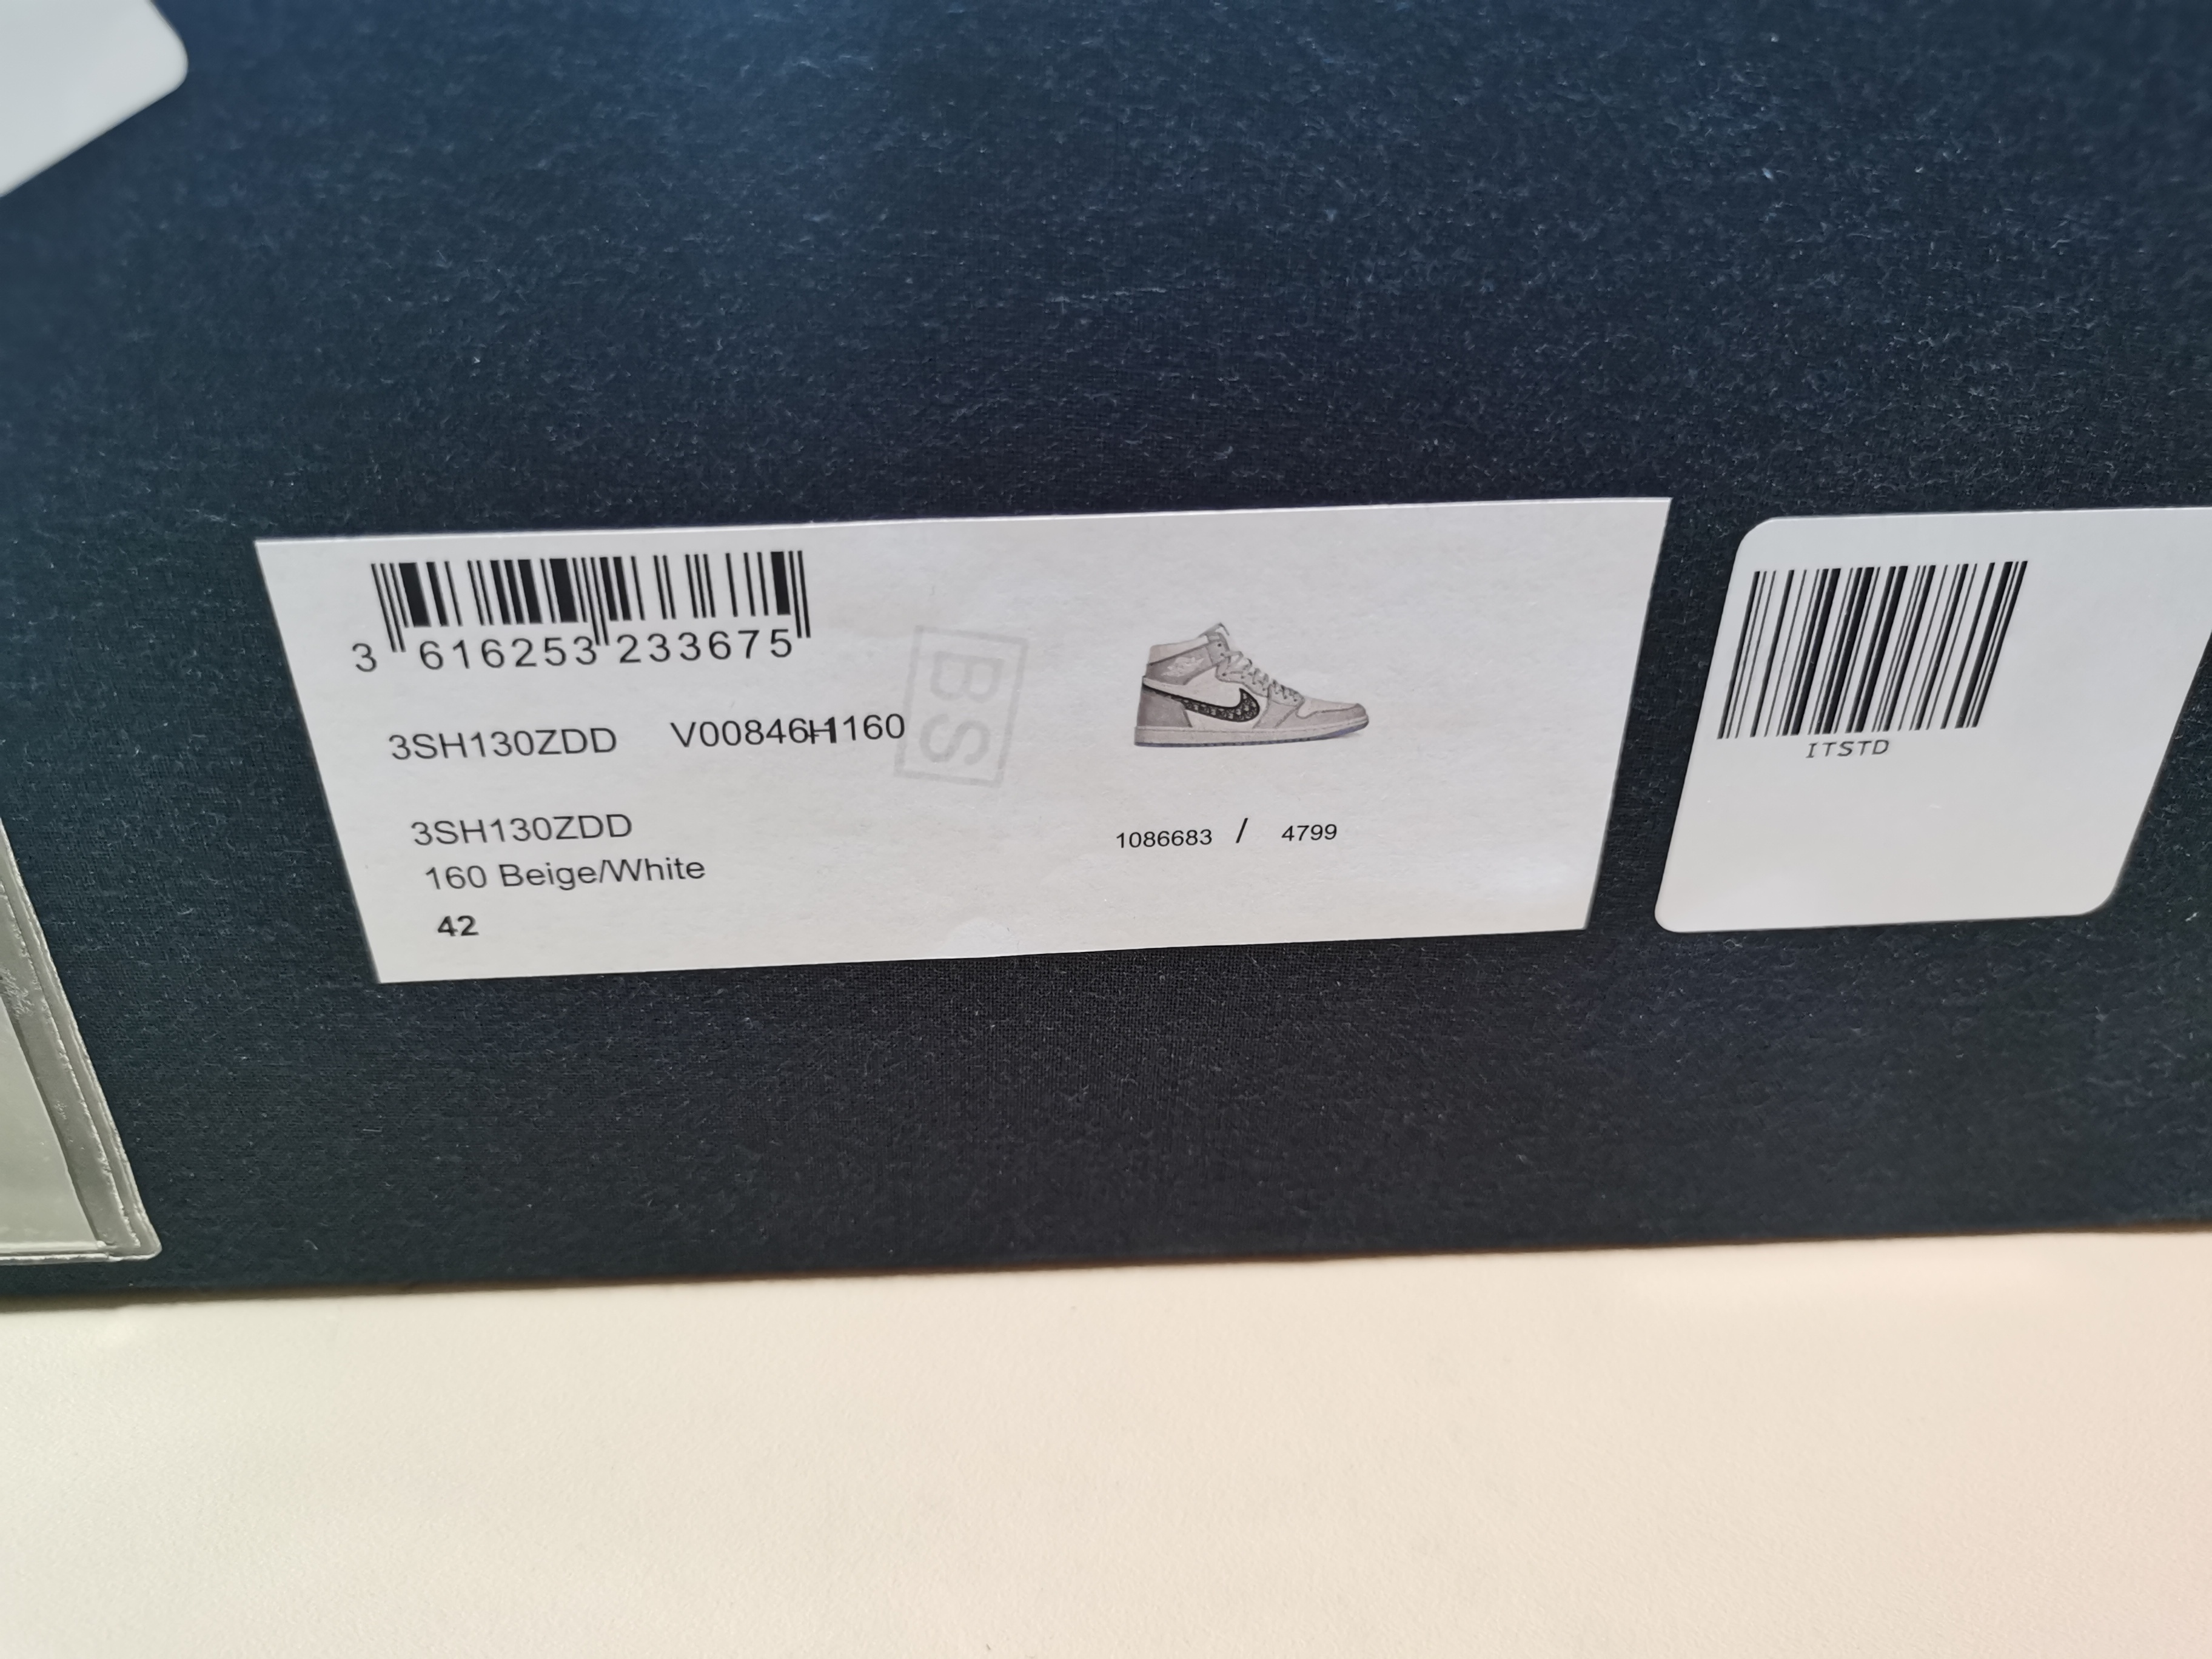 3 616253 233675
3SH130ZDD V00846H1160
BS
3SH130ZDD
160 Beige/White
42
1086683 / 4799
ITSTD